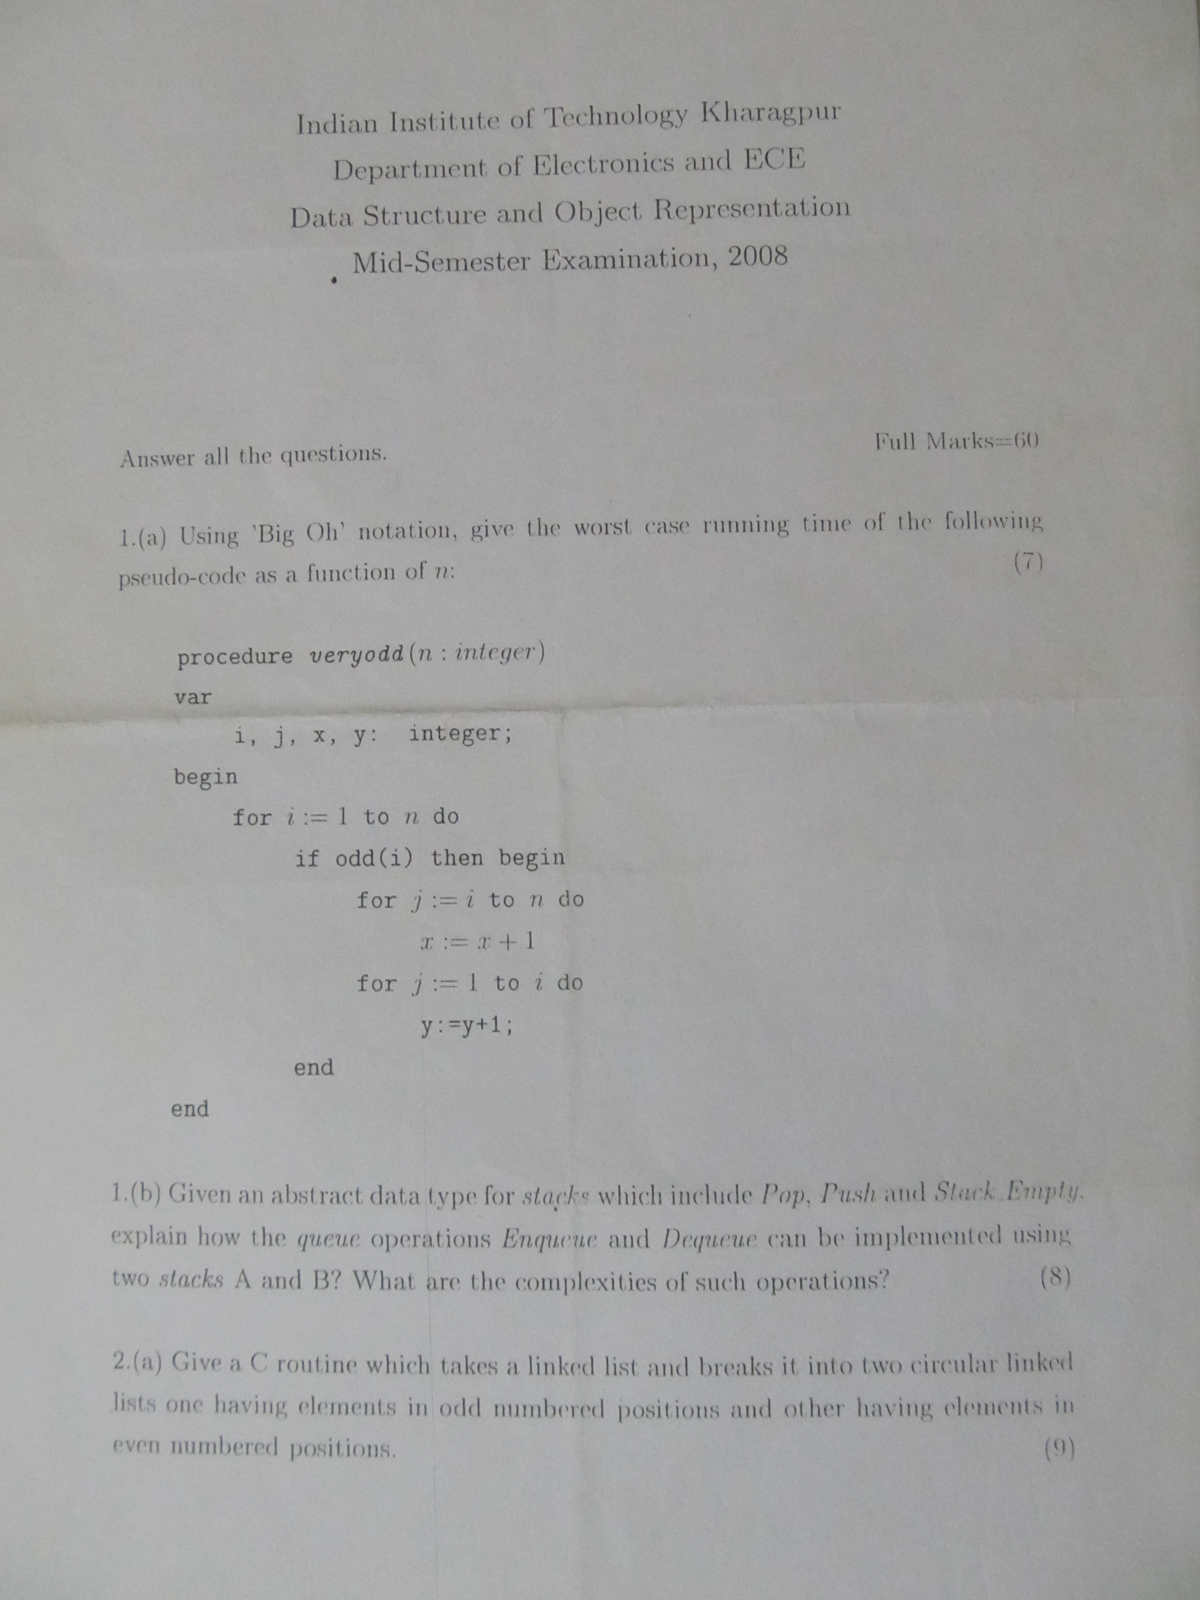 Indian Institute of Technology Kharagpur
Department of Electronics and ECE
Data Structure and Object Representation
Mid-Semester Examination, 2008
Answer all the questions.
Full Marks=60
1.(a) Using 'Big Oh' notation, give the worst case running time of the following
pseudo-code as a function of n:
(7)
procedure veryodd(n : integer)
var
i, j, x, y: integer;
begin
for i := 1 to n do
if odd(i) then begin
for j := i to n do
x := x + 1
for j := 1 to i do
y:=y+1;
end
end
1.(b) Given an abstract data type for stacks which include Pop, Push and Stack_Empty.
explain how the queue operations Enqueue and Dequeue can be implemented using
two stacks A and B? What are the complexities of such operations? (8)
2.(a) Give a C routine which takes a linked list and breaks it into two circular linked
lists one having elements in odd numbered positions and other having elements in
even numbered positions. (9)